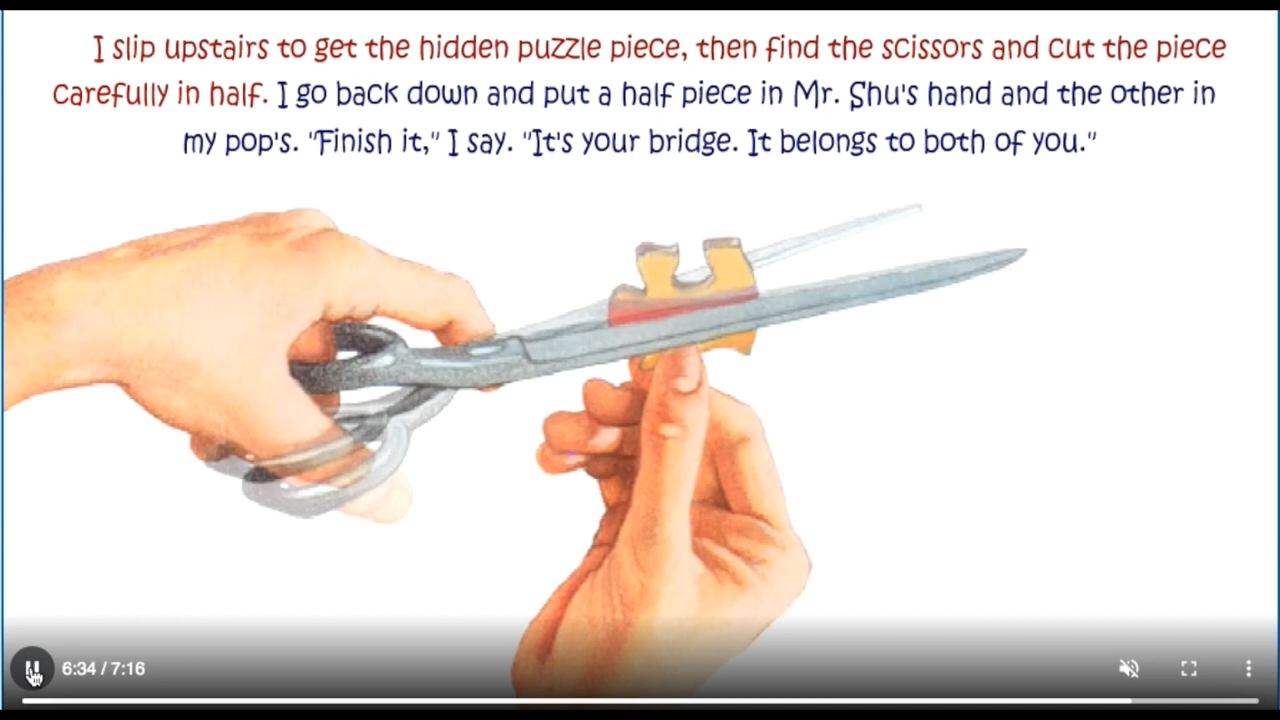 I slip upstairs to get the hidden puzzle piece, then find the scissors and cut the piece
carefully in half. I go back down and put a half piece in Mr. Shu's hand and the other in
my pop's. "Finish it," I say. "It's your bridge. It belongs to both of you."
6:34 / 7:16